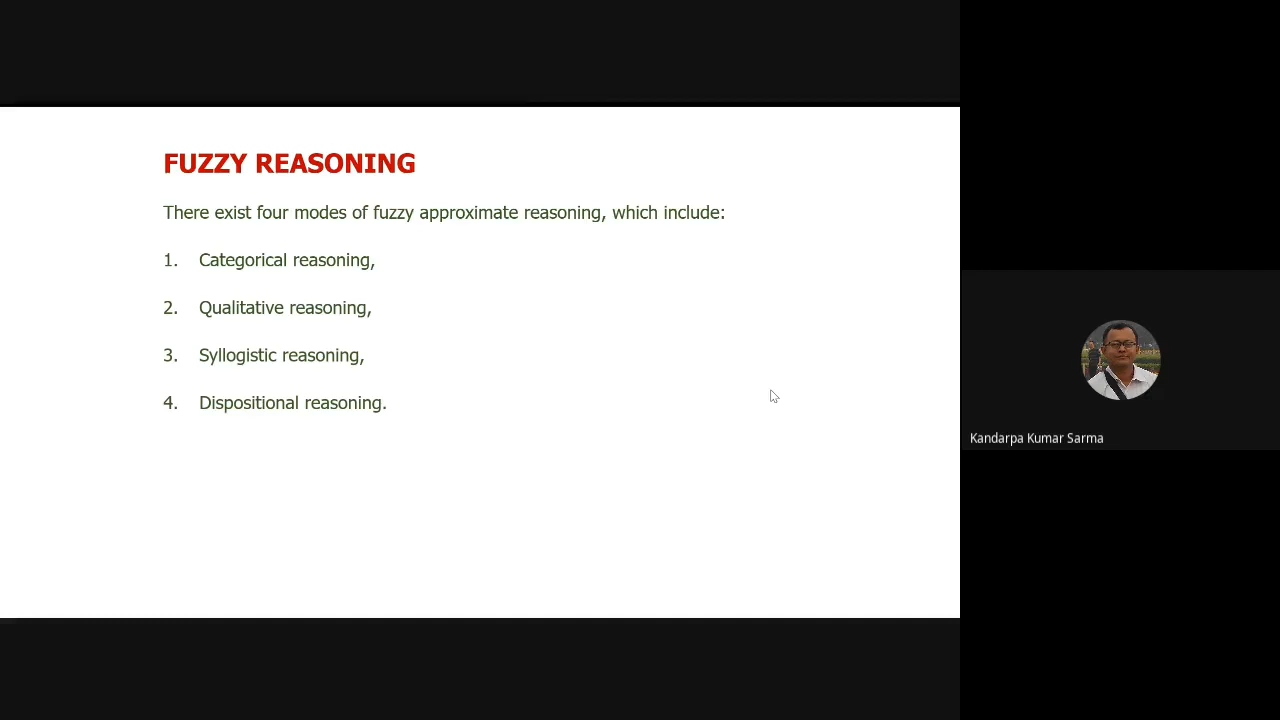 FUZZY REASONING
There exist four modes of fuzzy approximate reasoning, which include:
1. Categorical reasoning,
2. Qualitative reasoning,
3. Syllogistic reasoning,
4. Dispositional reasoning.
Kandarpa Kumar Sarma